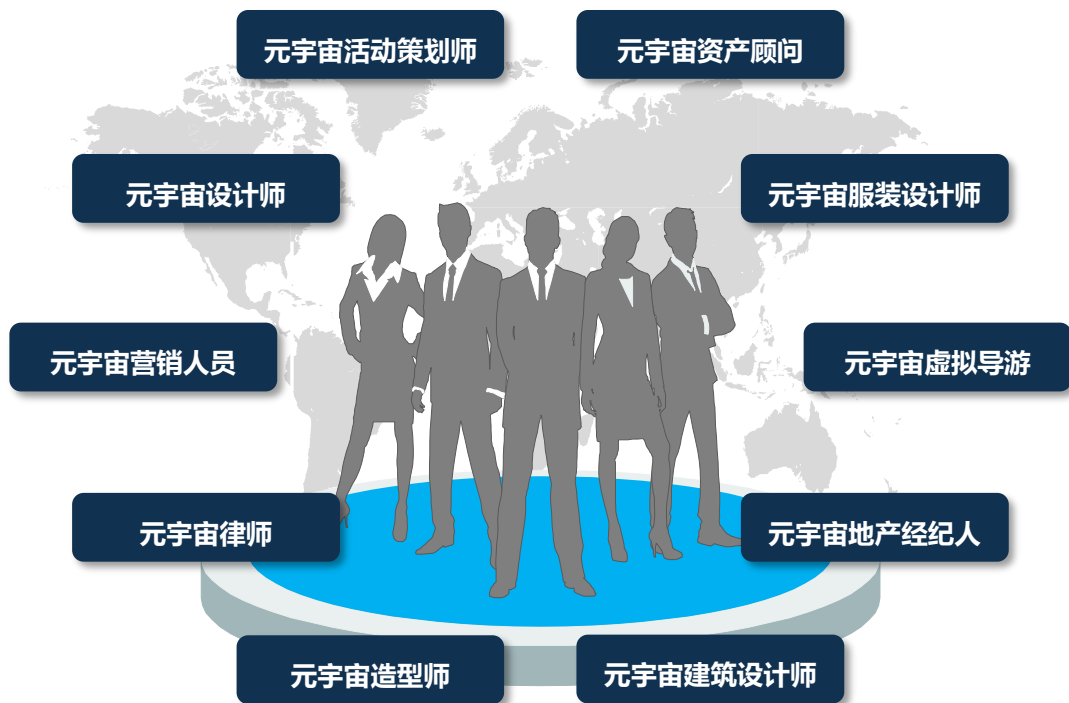 元宇宙活动策划师
元宇宙资产顾问
元宇宙设计师
元宇宙服装设计师
元宇宙营销人员
元宇宙虚拟导游
元宇宙律师
元宇宙地产经纪人
元宇宙造型师
元宇宙建筑设计师